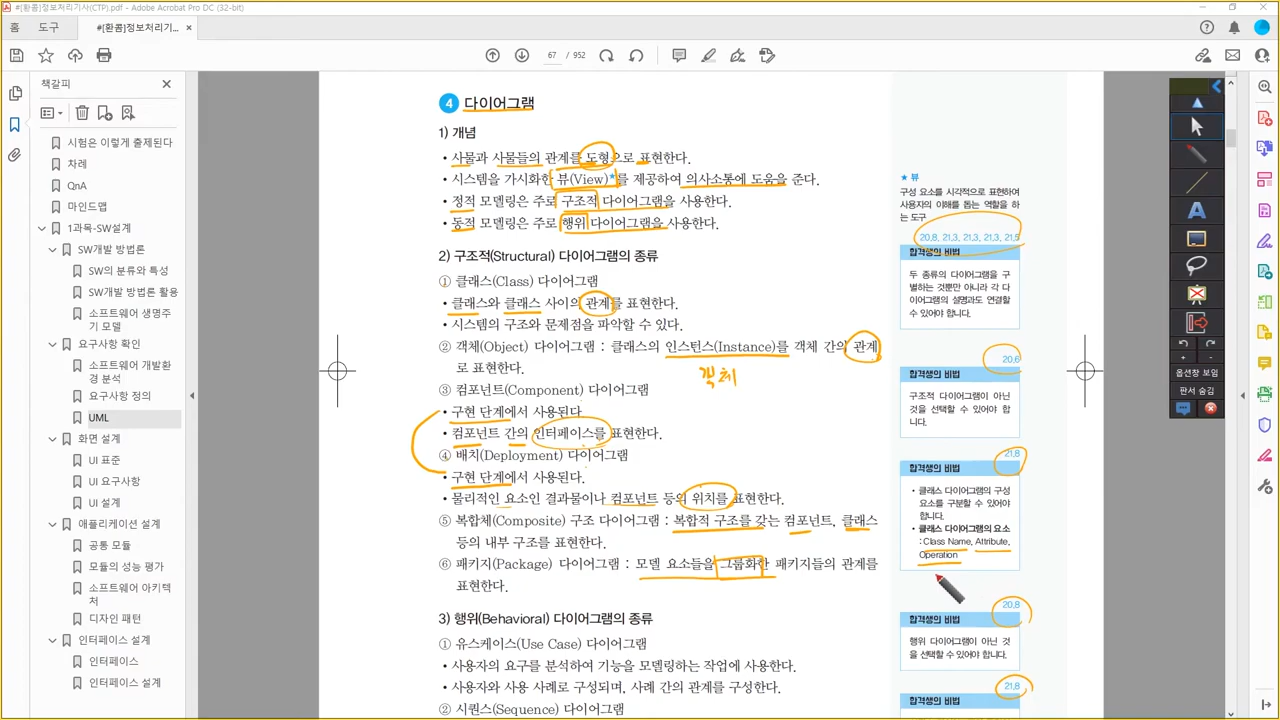 #[환콤]정보처리기사(CTP).pdf - Adobe Acrobat Pro DC (32-bit)
홈 도구 #[환콤]정보처리기... ×
67 / 952
책갈피
시험은 이렇게 출제된다
차례
QnA
마인드맵
1과목-SW설계
SW개발 방법론
SW의 분류와 특성
SW개발 방법론 활용
소프트웨어 생명주
기 모델
요구사항 확인
소프트웨어 개발환
경 분석
요구사항 정의
UML
화면 설계
UI 표준
UI 요구사항
UI 설계
애플리케이션 설계
공통 모듈
모듈의 성능 평가
소프트웨어 아키텍
처
디자인 패턴
인터페이스 설계
인터페이스
인터페이스 설계
4 다이어그램
1) 개념
• 사물과 사물들의 관계를 도형으로 표현한다.
• 시스템을 가시화한 뷰(View)*를 제공하여 의사소통에 도움을 준다.
• 정적 모델링은 주로 구조적 다이어그램을 사용한다.
• 동적 모델링은 주로 행위 다이어그램을 사용한다.
2) 구조적(Structural) 다이어그램의 종류
① 클래스(Class) 다이어그램
• 클래스와 클래스 사이의 관계를 표현한다.
• 시스템의 구조와 문제점을 파악할 수 있다.
② 객체(Object) 다이어그램 : 클래스의 인스턴스(Instance)를 객체 간의 관계
로 표현한다.
객체
③ 컴포넌트(Component) 다이어그램
• 구현 단계에서 사용된다.
• 컴포넌트 간의 인터페이스를 표현한다.
④ 배치(Deployment) 다이어그램
• 구현 단계에서 사용된다.
• 물리적인 요소인 결과물이나 컴포넌트 등의 위치를 표현한다.
⑤ 복합체(Composite) 구조 다이어그램 : 복합적 구조를 갖는 컴포넌트, 클래스
등의 내부 구조를 표현한다.
⑥ 패키지(Package) 다이어그램 : 모델 요소들을 그룹화한 패키지들의 관계를
표현한다.
3) 행위(Behavioral) 다이어그램의 종류
① 유스케이스(Use Case) 다이어그램
• 사용자의 요구를 분석하여 기능을 모델링하는 작업에 사용한다.
• 사용자와 사용 사례로 구성되며, 사례 간의 관계를 구성한다.
② 시퀀스(Sequence) 다이어그램
★ 뷰
구성 요소를 시각적으로 표현하여
사용자의 이해를 돕는 역할을 하
는 도구
20.8, 21.3, 21.3, 21.3, 21.5
합격생의 비법
두 종류의 다이어그램을 구
별하는 것뿐만 아니라 각 다
이어그램의 설명과도 연결할
수 있어야 합니다.
20.6
합격생의 비법
구조적 다이어그램이 아닌
것을 선택할 수 있어야 합니
다.
21.8
합격생의 비법
• 클래스 다이어그램의 구성
요소를 구분할 수 있어야
합니다.
• 클래스 다이어그램의 요소
: Class Name, Attribute,
Operation
20.8
합격생의 비법
행위 다이어그램이 아닌 것
을 선택할 수 있어야 합니다.
21.8
합격생의 비법
A
옵션창 보임
판서 숨김